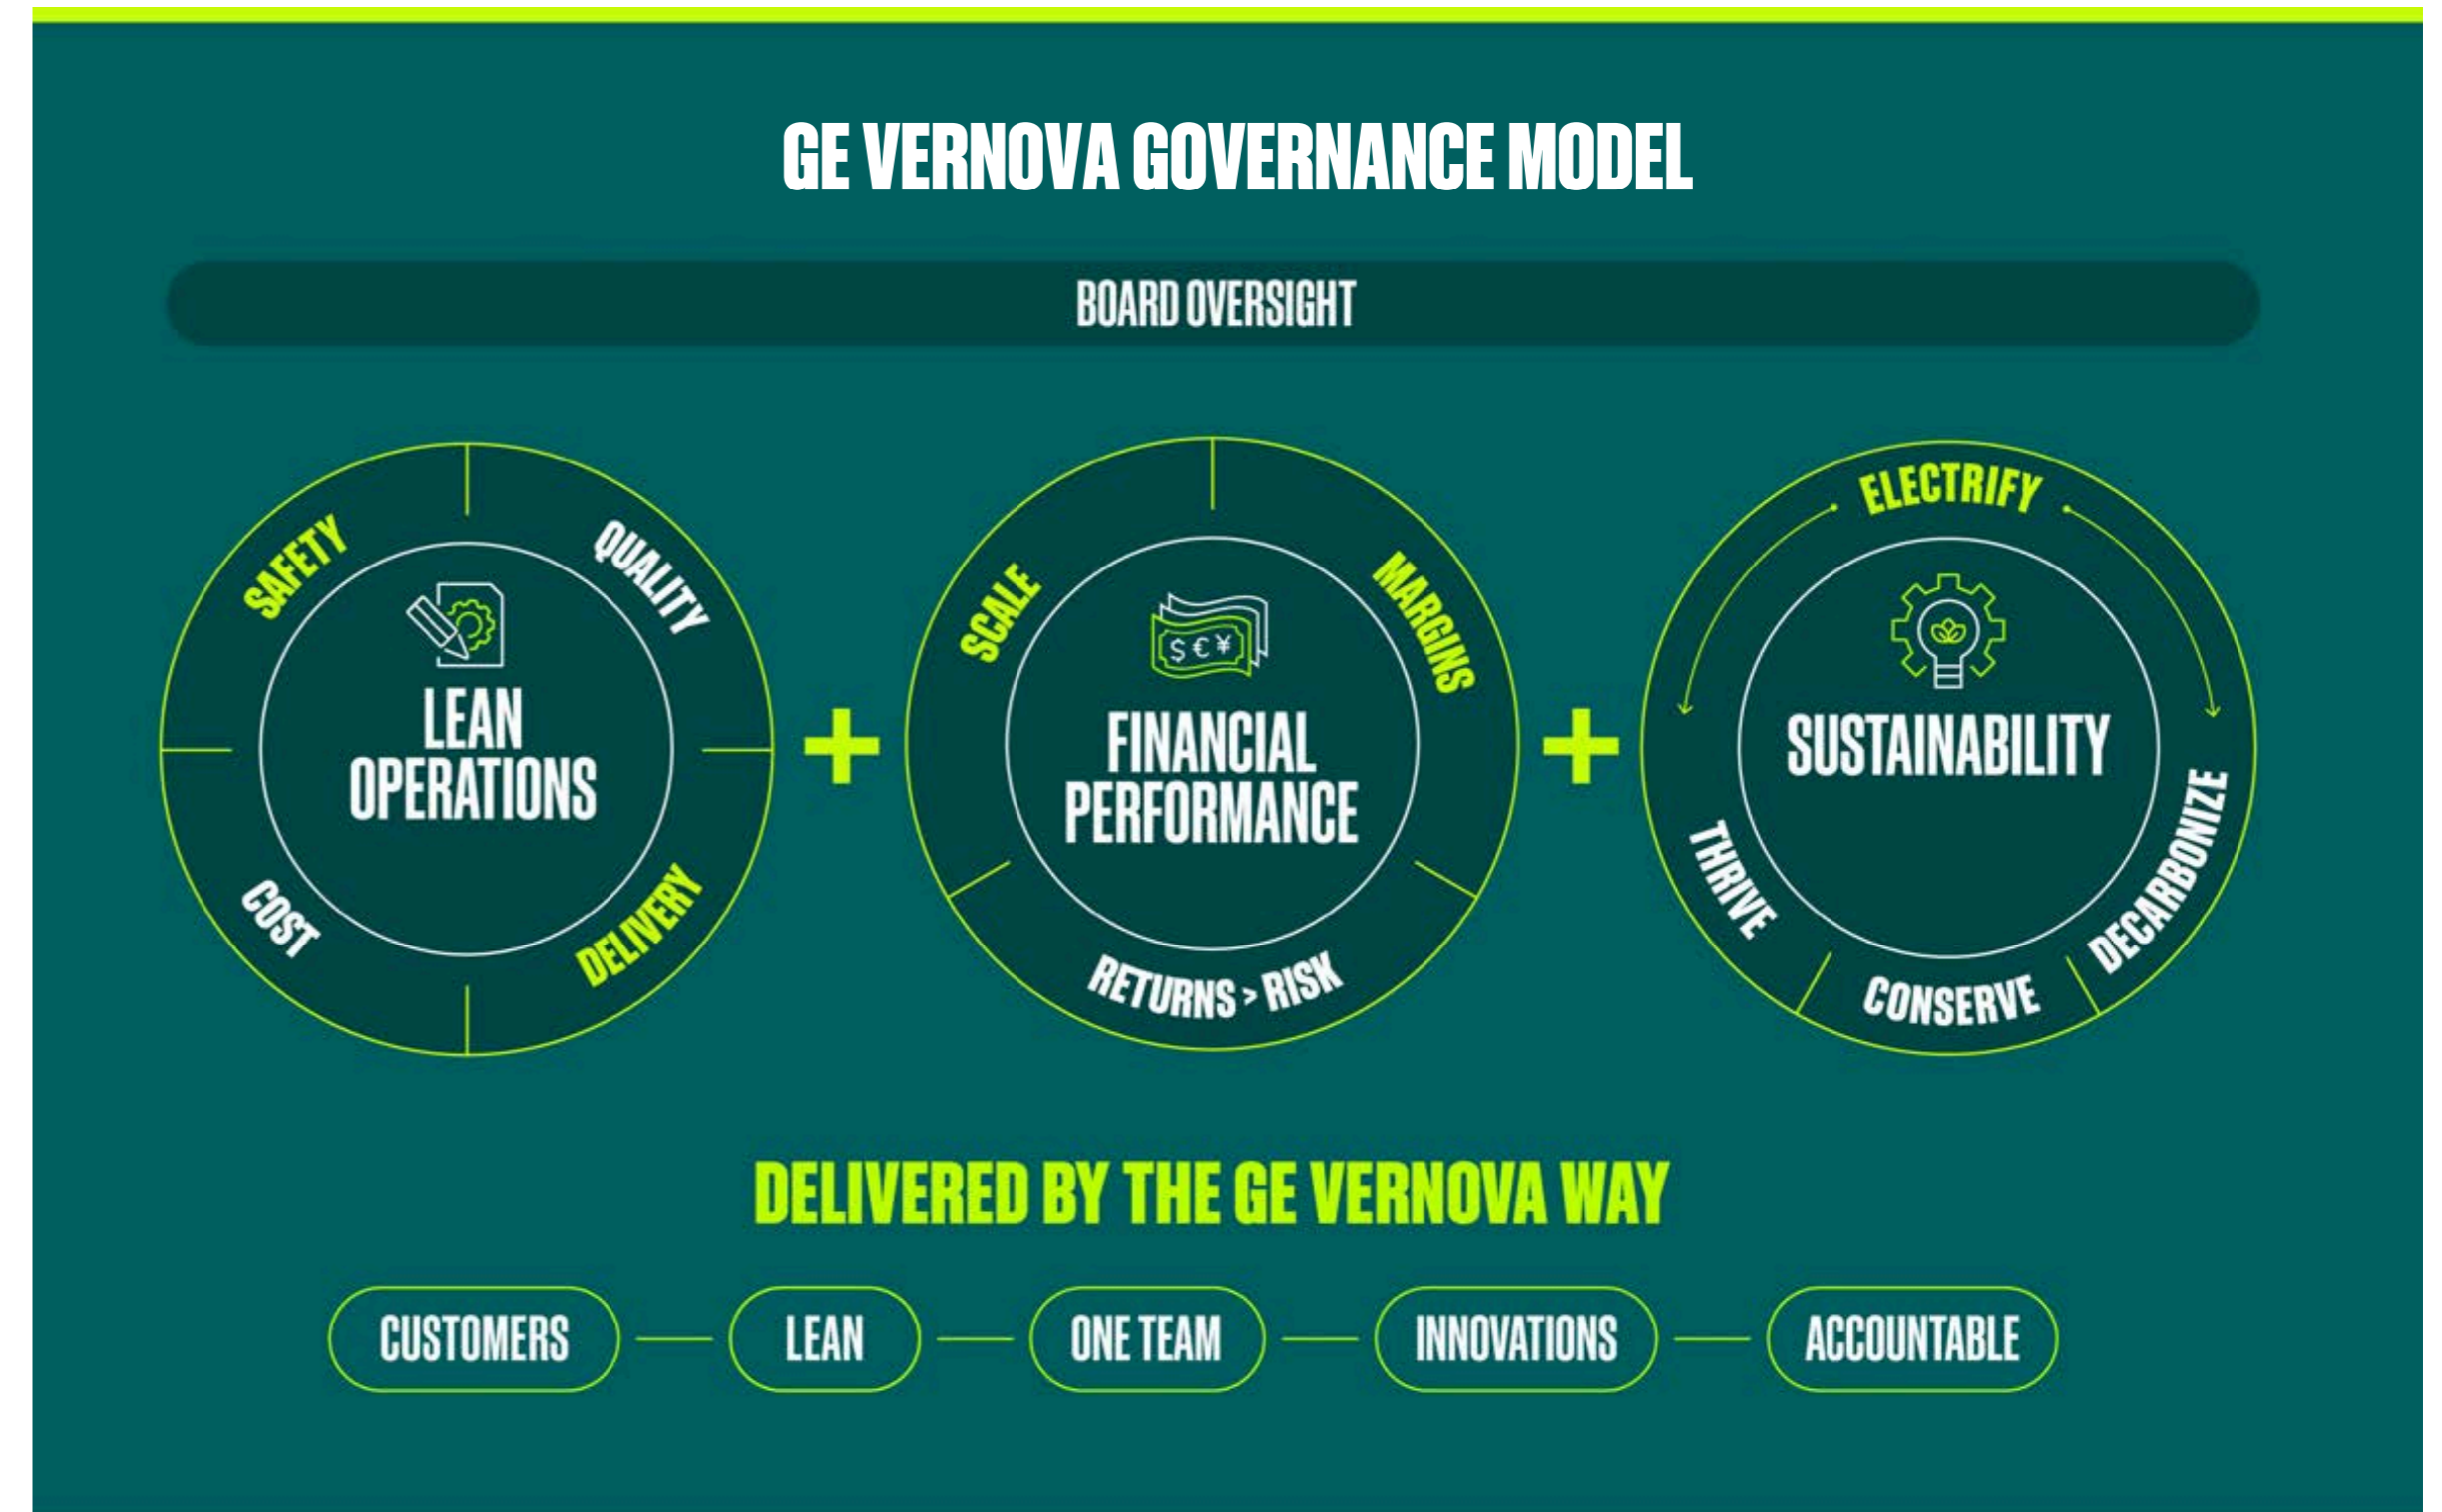 GE VERNOVA GOVERNANCE MODEL
BOARD OVERSIGHT
SAFETY
QUALITY
LEAN
OPERATIONS
COST
DELIVERY
+
SCALE
MARGINS
$ € ¥
FINANCIAL
PERFORMANCE
RETURNS > RISK
+
ELECTRIFY
SUSTAINABILITY
THRIVE
CONSERVE
DECARBONIZE
DELIVERED BY THE GE VERNOVA WAY
CUSTOMERS
LEAN
ONE TEAM
INNOVATIONS
ACCOUNTABLE